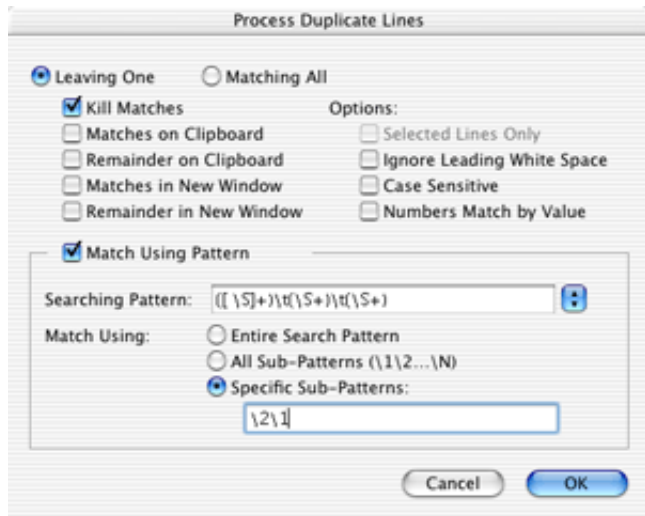 Process Duplicate Lines
Leaving One Matching All
Kill Matches Options:
Matches on Clipboard Selected Lines Only
Remainder on Clipboard Ignore Leading White Space
Matches in New Window Case Sensitive
Remainder in New Window Numbers Match by Value
Match Using Pattern
Searching Pattern: ([ \S]+)\t(\S+)\t(\S+)
Match Using: Entire Search Pattern
All Sub-Patterns (\1\2...\N)
Specific Sub-Patterns:
\2\1
Cancel OK